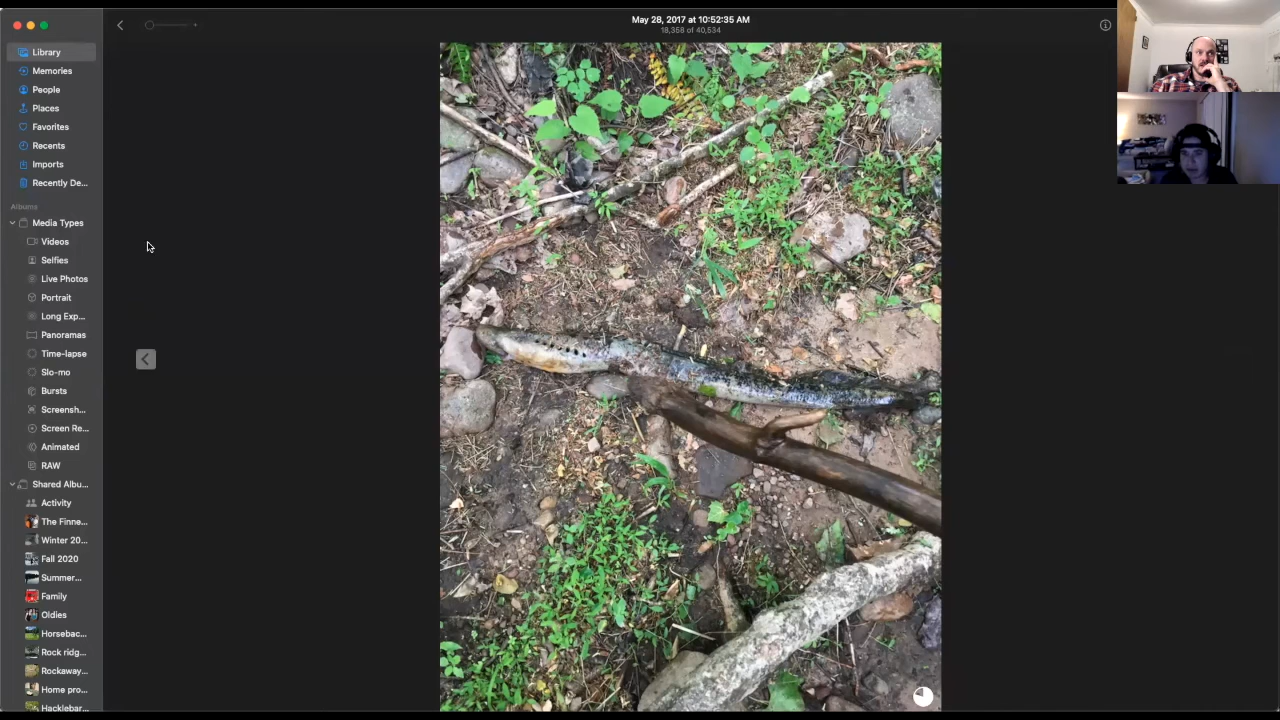 May 28, 2017 at 10:52:35 AM
18,358 of 40,534
Library
Memories
People
Places
Favorites
Recents
Imports
Recently De...
Albums
Media Types
Videos
Selfies
Live Photos
Portrait
Long Exp...
Panoramas
Time-lapse
Slo-mo
Bursts
Screensh...
Screen Re...
Animated
RAW
Shared Albu...
Activity
The Finne...
Winter 20...
Fall 2020
Summer...
Family
Oldies
Horsebac...
Rock ridg...
Rockaway...
Home pro...
Hacklebar...